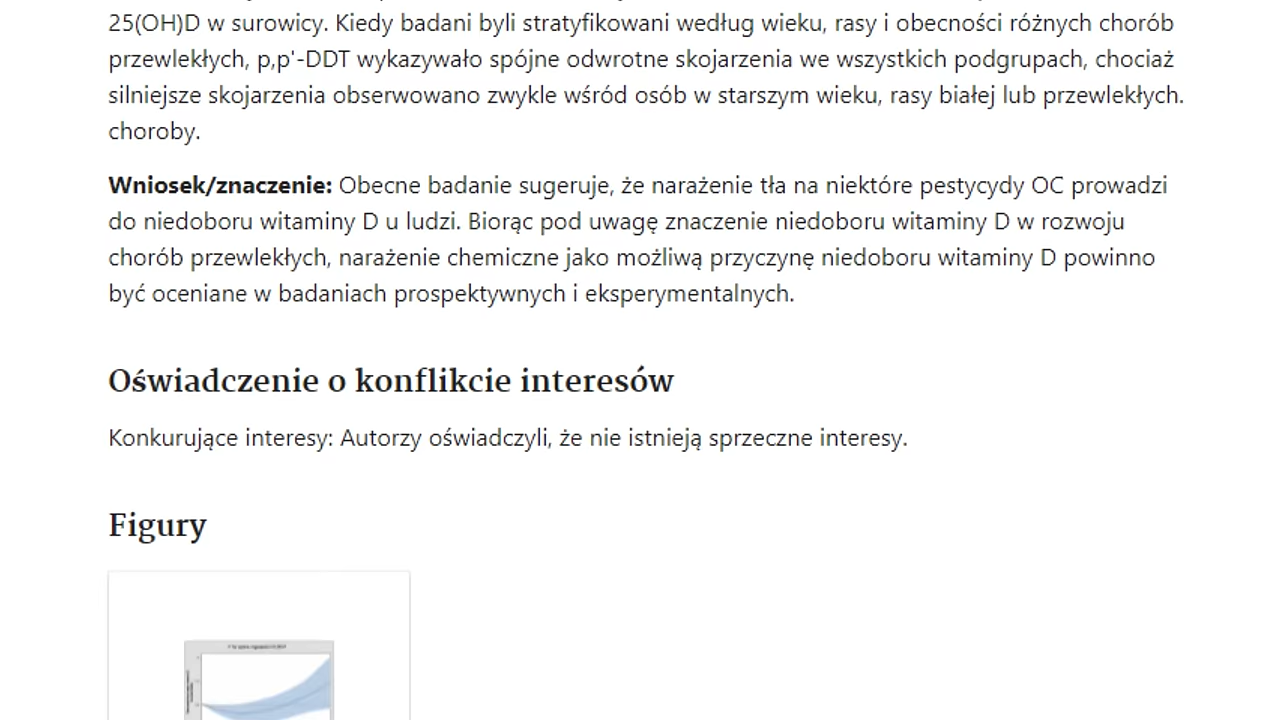 25(OH)D w surowicy. Kiedy badani byli stratyfikowani według wieku, rasy i obecności różnych chorób
przewlekłych, p,p'-DDT wykazywało spójne odwrotne skojarzenia we wszystkich podgrupach, chociaż
silniejsze skojarzenia obserwowano zwykle wśród osób w starszym wieku, rasy białej lub przewlekłych.
choroby.
Wniosek/znaczenie: Obecne badanie sugeruje, że narażenie tła na niektóre pestycydy OC prowadzi
do niedoboru witaminy D u ludzi. Biorąc pod uwagę znaczenie niedoboru witaminy D w rozwoju
chorób przewlekłych, narażenie chemiczne jako możliwą przyczynę niedoboru witaminy D powinno
być oceniane w badaniach prospektywnych i eksperymentalnych.
Oświadczenie o konflikcie interesów
Konkurujące interesy: Autorzy oświadczyli, że nie istnieją sprzeczne interesy.
Figury